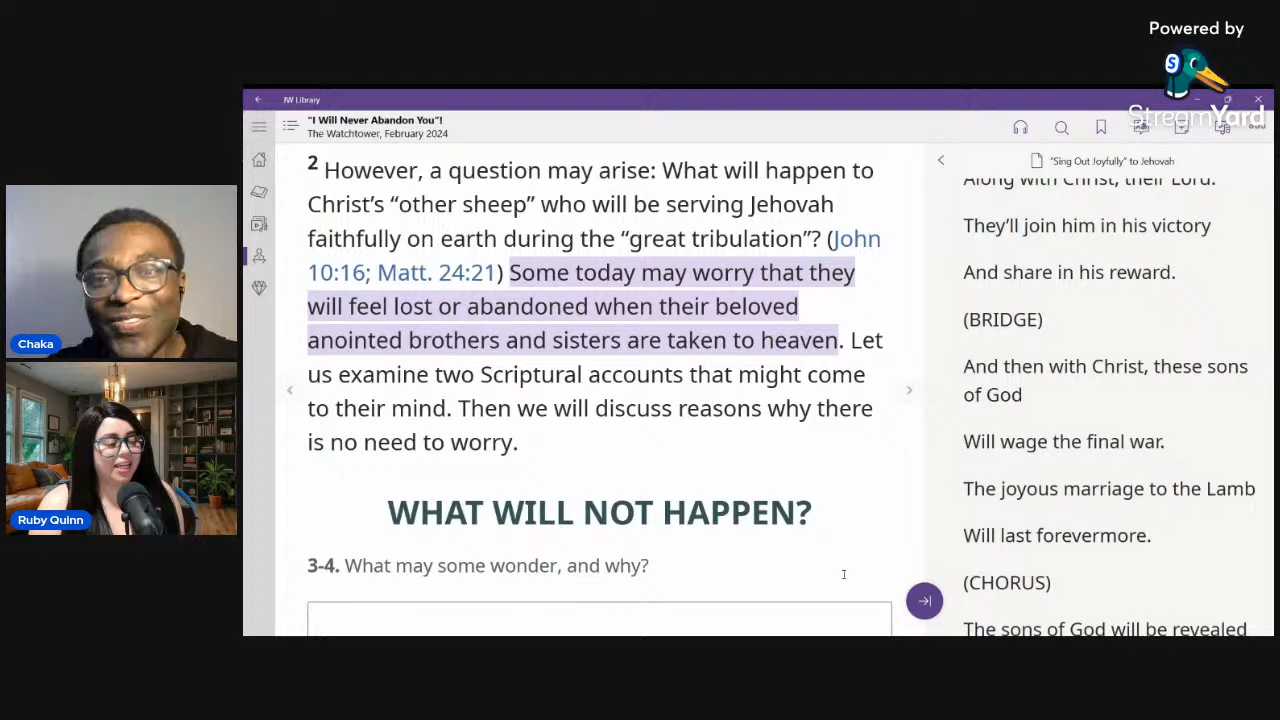 Powered by
S
StreamYard
JW Library
"I Will Never Abandon You"!
The Watchtower, February 2024
2 However, a question may arise: What will happen to
Christ's "other sheep" who will be serving Jehovah
faithfully on earth during the "great tribulation"? (John
10:16; Matt. 24:21) Some today may worry that they
will feel lost or abandoned when their beloved
anointed brothers and sisters are taken to heaven. Let
us examine two Scriptural accounts that might come
to their mind. Then we will discuss reasons why there
is no need to worry.
WHAT WILL NOT HAPPEN?
3-4. What may some wonder, and why?
"Sing Out Joyfully" to Jehovah
Along with Christ, their Lord.
They'll join him in his victory
And share in his reward.
(BRIDGE)
And then with Christ, these sons
of God
Will wage the final war.
The joyous marriage to the Lamb
Will last forevermore.
(CHORUS)
The sons of God will be revealed
Chaka
Ruby Quinn